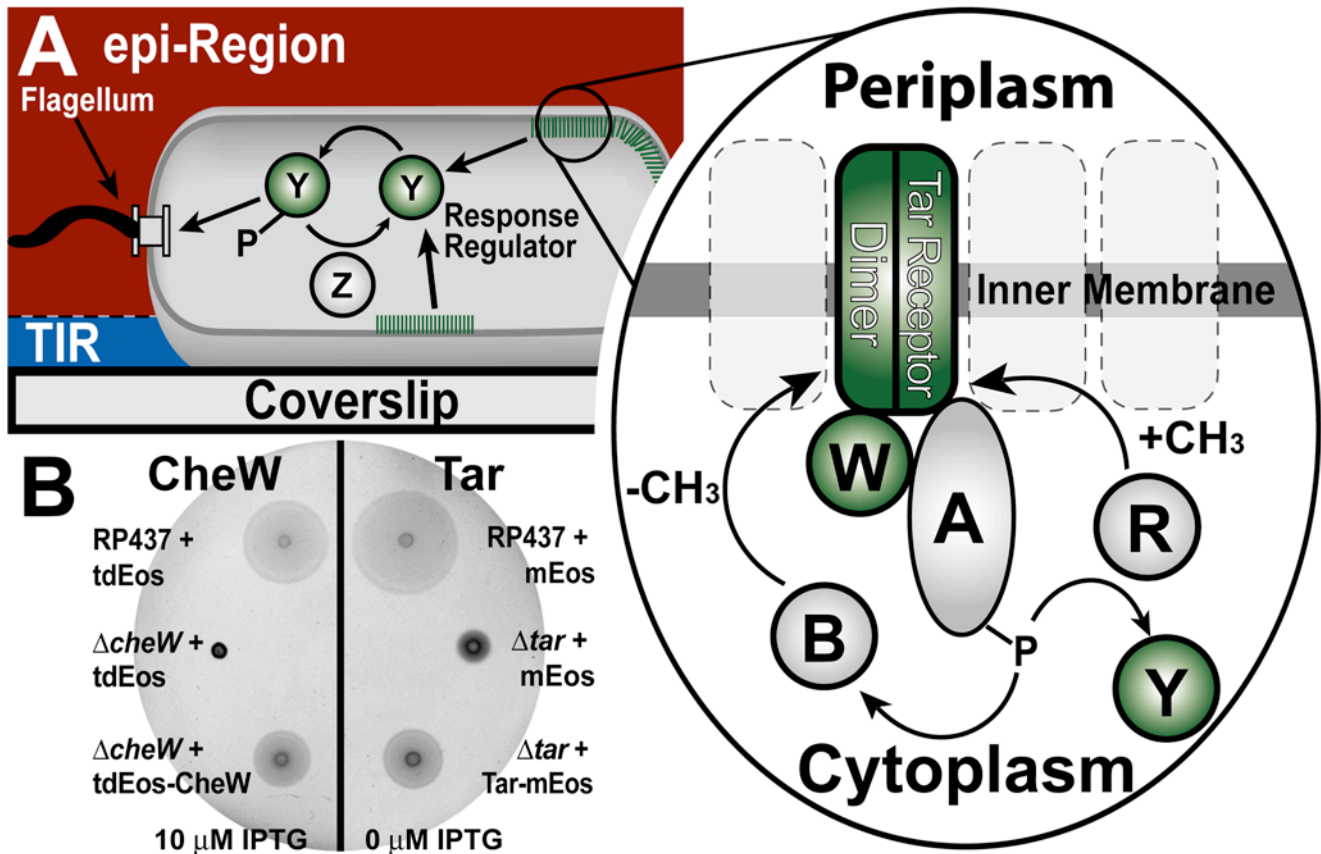 A epi-Region
Flagellum
Y
Y
P
Z
Response
Regulator
TIR
Coverslip
Periplasm
Tar Receptor
Dimer
Inner Membrane
W
A
-CH₃
+CH₃
R
B
P
Y
Cytoplasm
B
CheW
Tar
RP437 +
tdEos
RP437 +
mEos
ΔcheW +
tdEos
Δtar +
mEos
ΔcheW +
tdEos-CheW
Δtar +
Tar-mEos
10 μM IPTG
0 μM IPTG